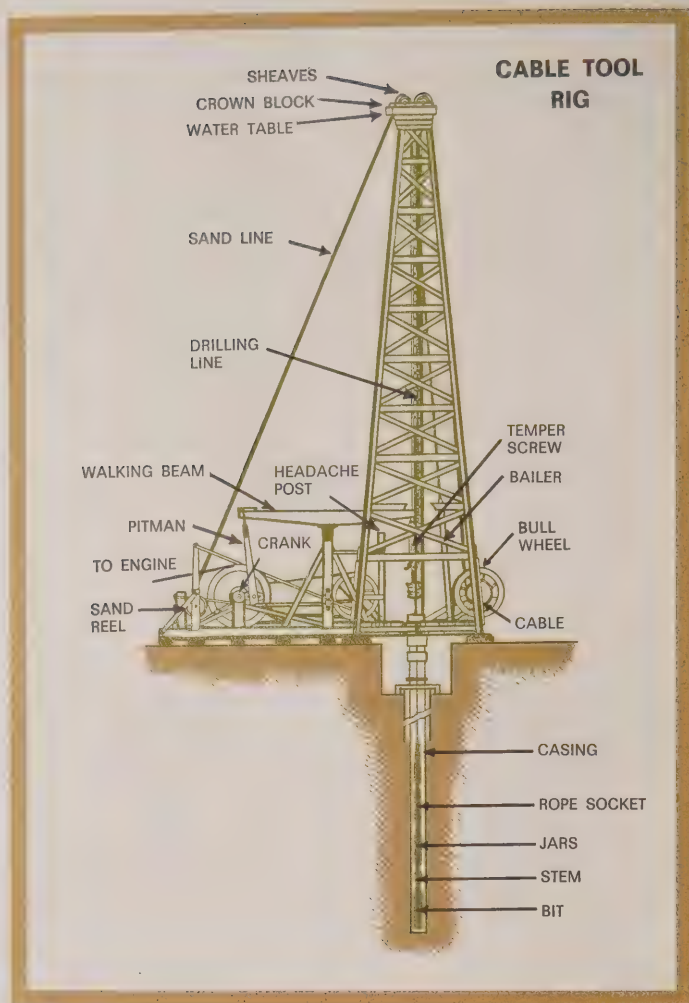 CABLE TOOL
RIG
SHEAVES
CROWN BLOCK
WATER TABLE
SAND LINE
DRILLING
LINE
TEMPER
SCREW
WALKING BEAM
HEADACHE
POST
BAILER
PITMAN
CRANK
BULL
WHEEL
TO ENGINE
SAND
REEL
CABLE
CASING
ROPE SOCKET
JARS
STEM
BIT